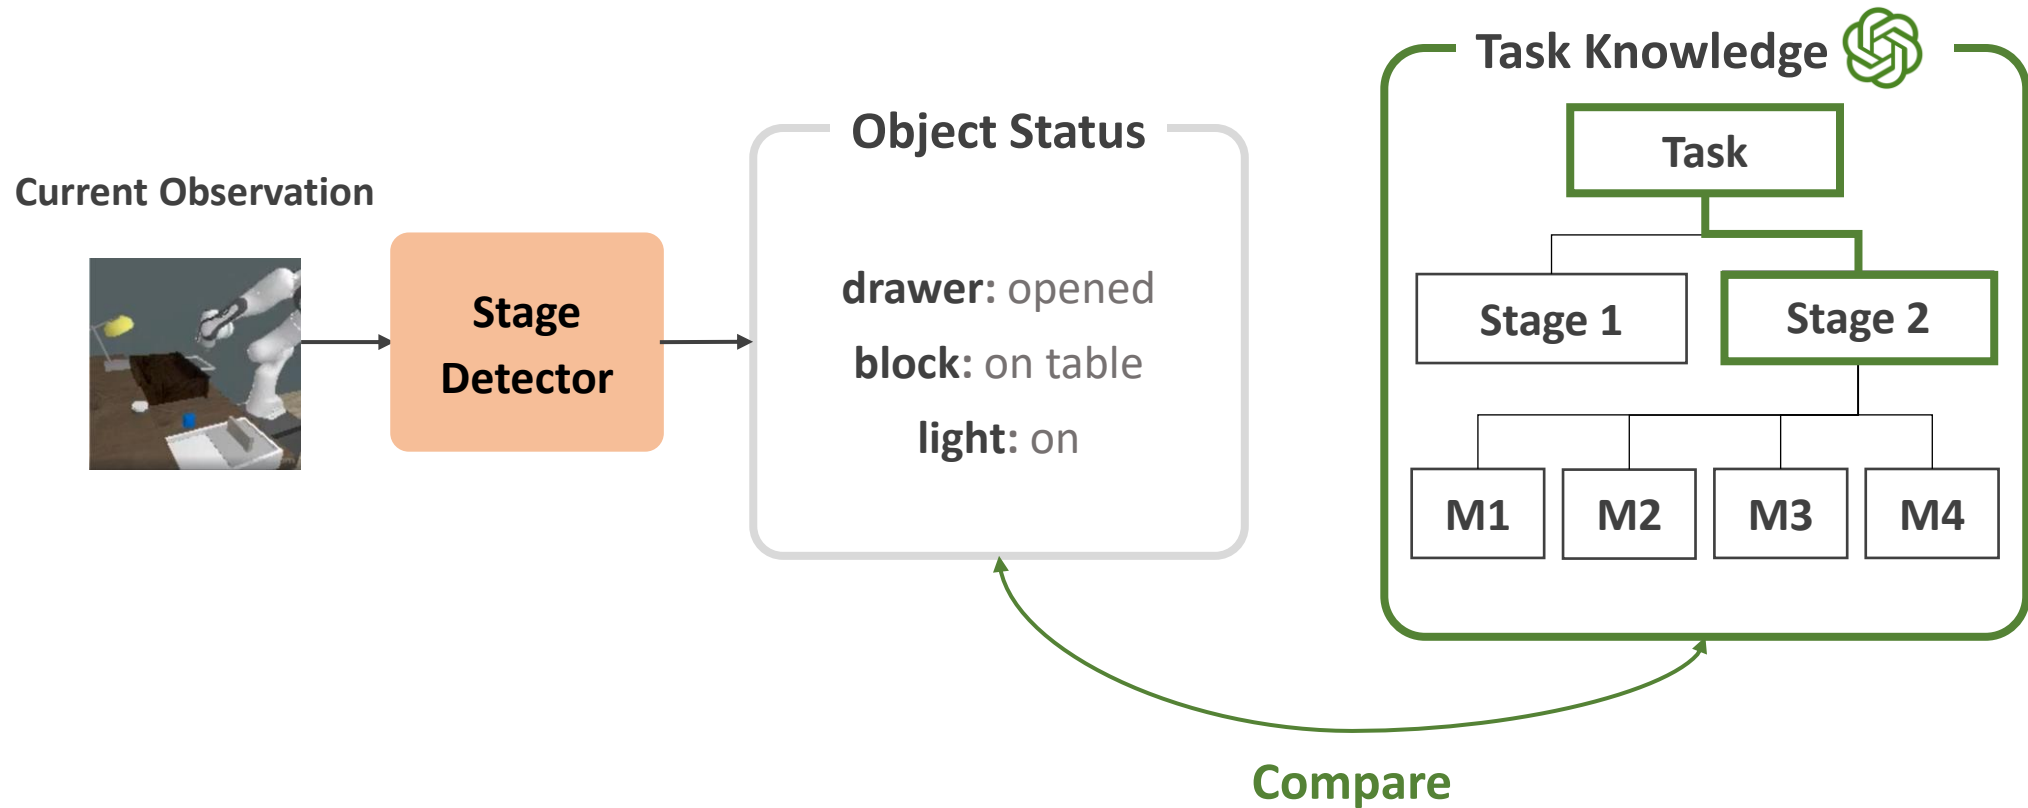 Current Observation
Stage
Detector
Object Status
drawer: opened
block: on table
light: on
Task Knowledge
Task
Stage 1
Stage 2
M1
M2
M3
M4
Compare